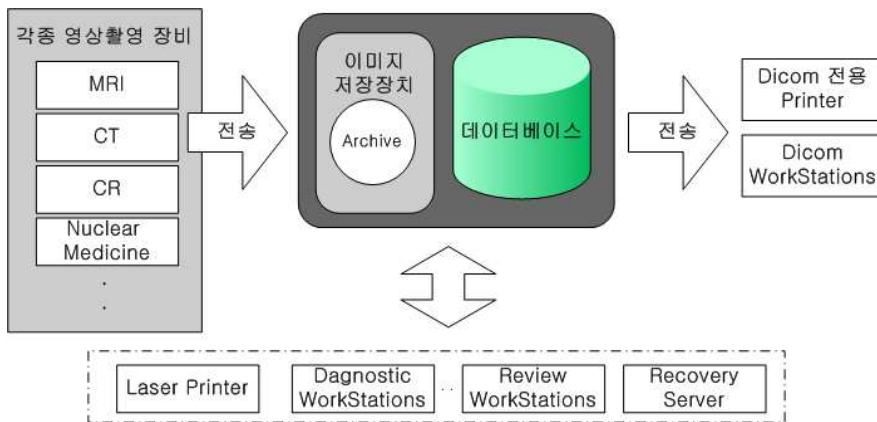 각종 영상촬영 장비
MRI
CT
CR
Nuclear
Medicine
.
.
전송
이미지
저장장치
Archive
데이터베이스
전송
Dicom 전용
Printer
Dicom
WorkStations
Laser Printer
Dagnostic
WorkStations
..
Review
WorkStations
Recovery
Server